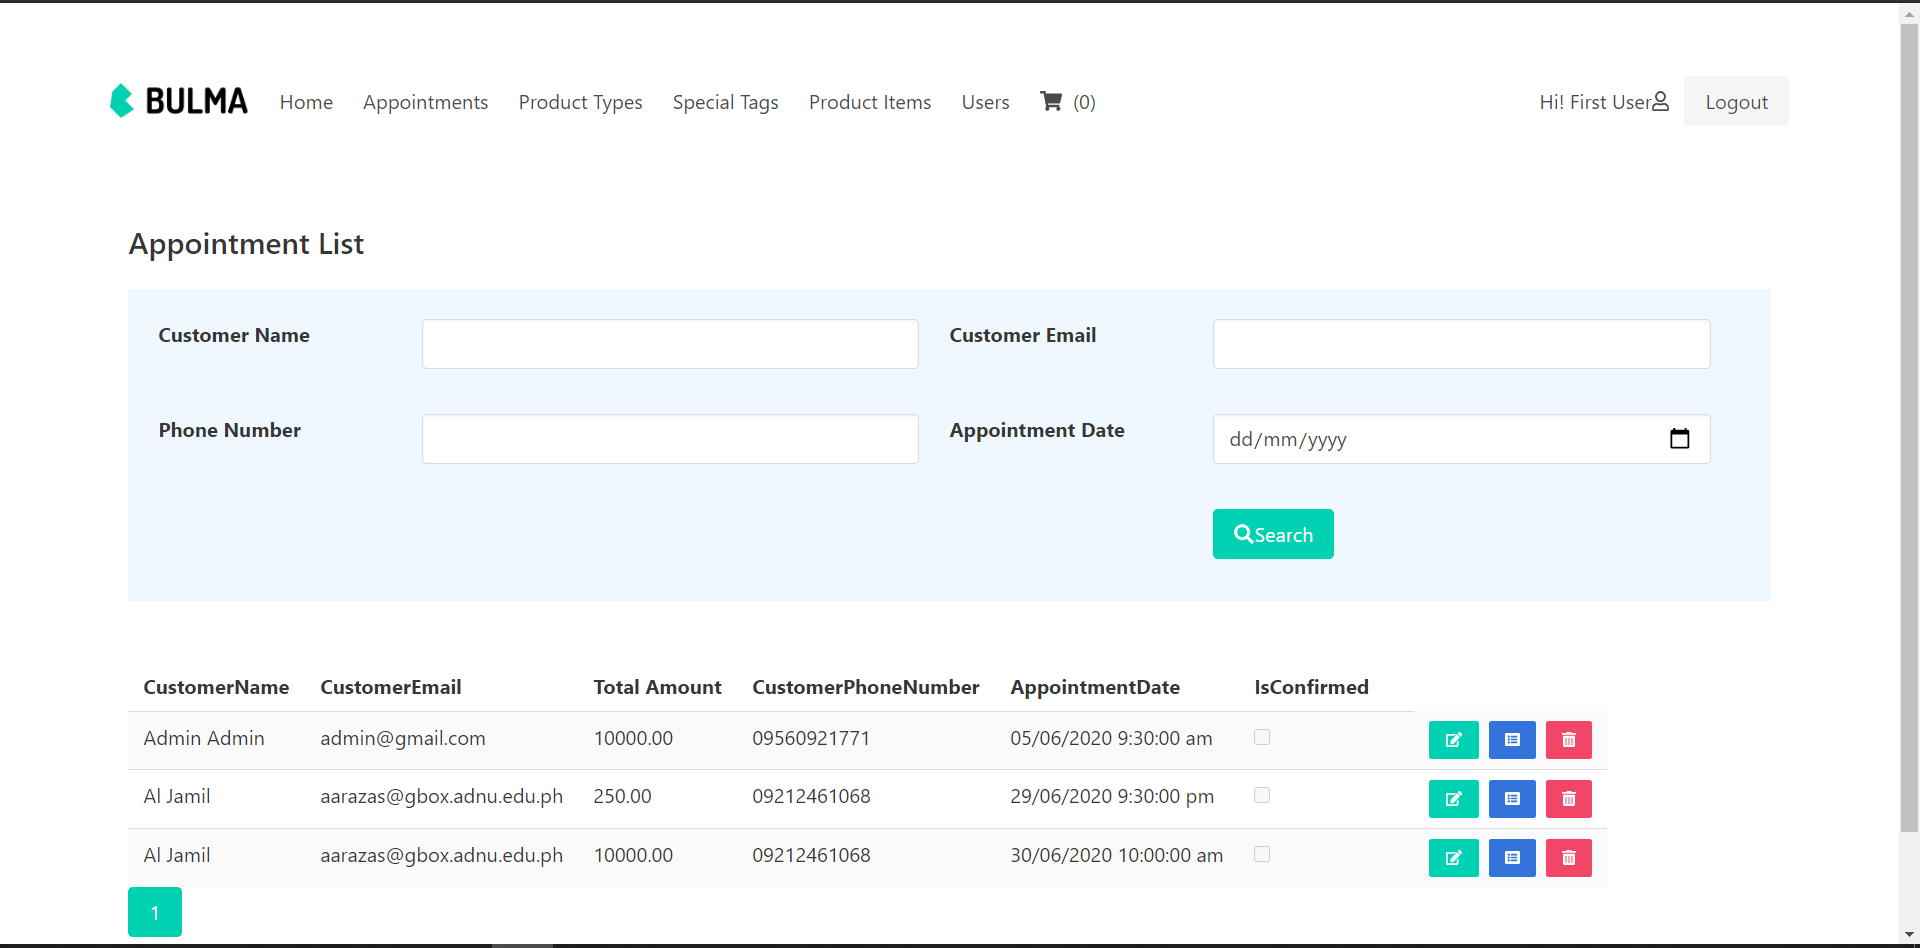 BULMA Home Appointments Product Types Special Tags Product Items Users (0) Hi! First User Logout
Appointment List
Customer Name Customer Email
Phone Number Appointment Date dd/mm/yyyy
Search
CustomerName CustomerEmail Total Amount CustomerPhoneNumber AppointmentDate IsConfirmed
Admin Admin admin@gmail.com 10000.00 09560921771 05/06/2020 9:30:00 am
Al Jamil aarazas@gbox.adnu.edu.ph 250.00 09212461068 29/06/2020 9:30:00 pm
Al Jamil aarazas@gbox.adnu.edu.ph 10000.00 09212461068 30/06/2020 10:00:00 am
1